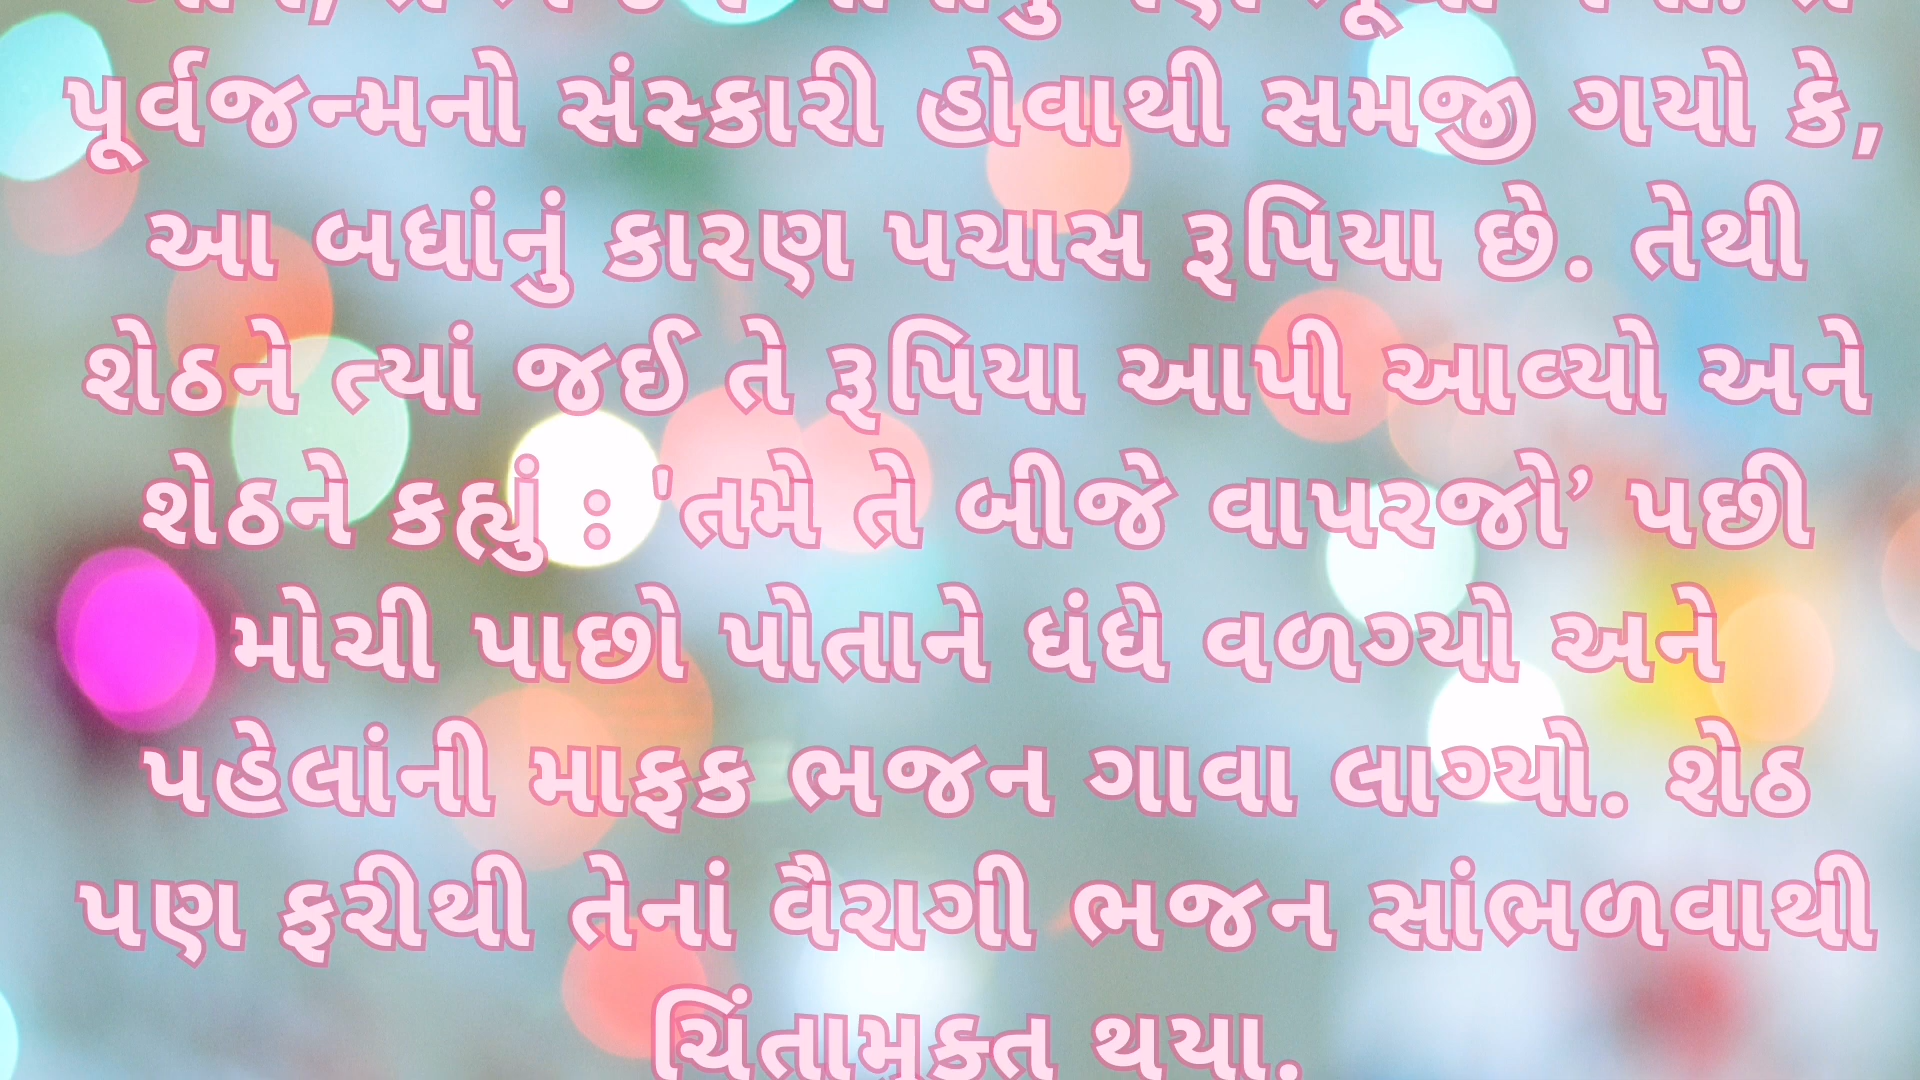 પૂર્વજન્મનો સંસ્કારી હોવાથી સમજી ગયો કે,
આ બધાંનું કારણ પચાસ રૂપિયા છે. તેથી
શેઠને ત્યાં જઈ તે રૂપિયા આપી આવ્યો અને
શેઠને કહ્યું : 'તમે તે બીજે વાપરજો’ પછી
મોચી પાછો પોતાને ધંધે વળગ્યો અને
પહેલાંની માફક ભજન ગાવા લાગ્યો. શેઠ
પણ ફરીથી તેનાં વૈરાગી ભજન સાંભળવાથી
ચિંતામુક્ત થયા.